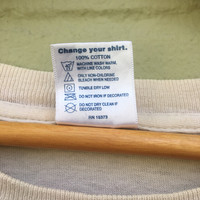 Change your shirt.
100% COTTON
MACHINE WASH WARM
WITH LIKE COLORS
ONLY NON-CHLORINE
BLEACH WHEN NEEDED
TUMBLE DRY LOW
DO NOT IRON IF DECORATED
DO NOT DRY CLEAN IF
DECORATED